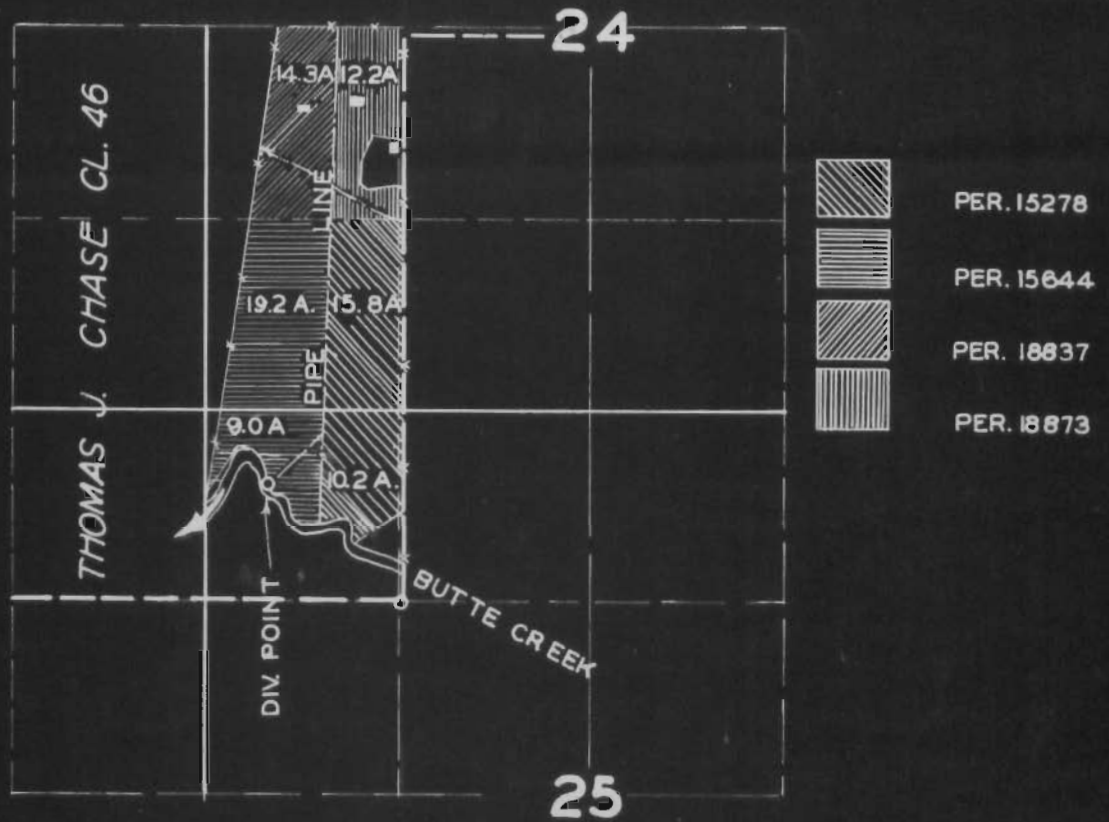 24
THOMAS J. CHASE CL. 46
14.3A
12.2A
PIPE LINE
19.2 A.
15.8A
9.0 A
10.2 A.
DIV. POINT
BUTTE CREEK
25
PER. 15278
PER. 15644
PER. 18837
PER. 18873